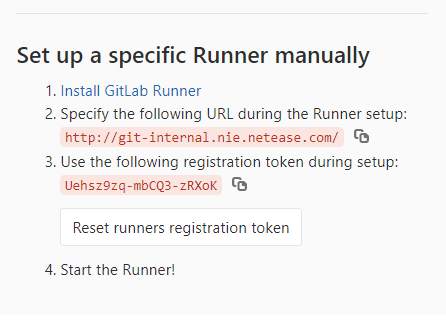 Set up a specific Runner manually
1. Install GitLab Runner
2. Specify the following URL during the Runner setup:
http://git-internal.nie.netease.com/
3. Use the following registration token during setup:
Uehsz9zq-mbCQ3-zRXoK
Reset runners registration token
4. Start the Runner!